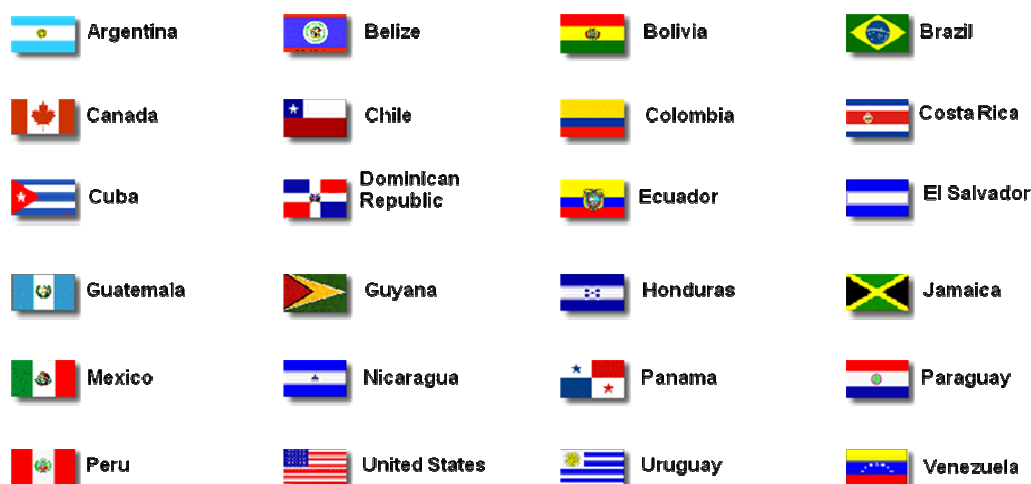 Argentina
Belize
Bolivia
Brazil
Canada
Chile
Colombia
Costa Rica
Cuba
Dominican
Republic
Ecuador
El Salvador
Guatemala
Guyana
Honduras
Jamaica
Mexico
Nicaragua
Panama
Paraguay
Peru
United States
Uruguay
Venezuela